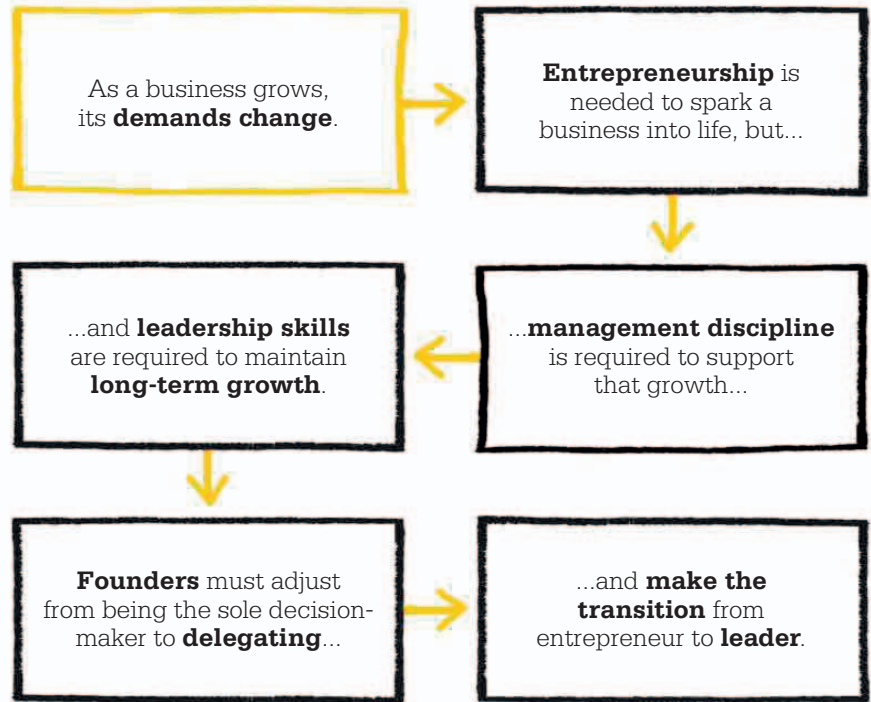 As a business grows,
its demands change.
Entrepreneurship is
needed to spark a
business into life, but...
...management discipline
is required to support
that growth...
...and leadership skills
are required to maintain
long-term growth.
Founders must adjust
from being the sole decision-
maker to delegating...
...and make the
transition from
entrepreneur to leader.